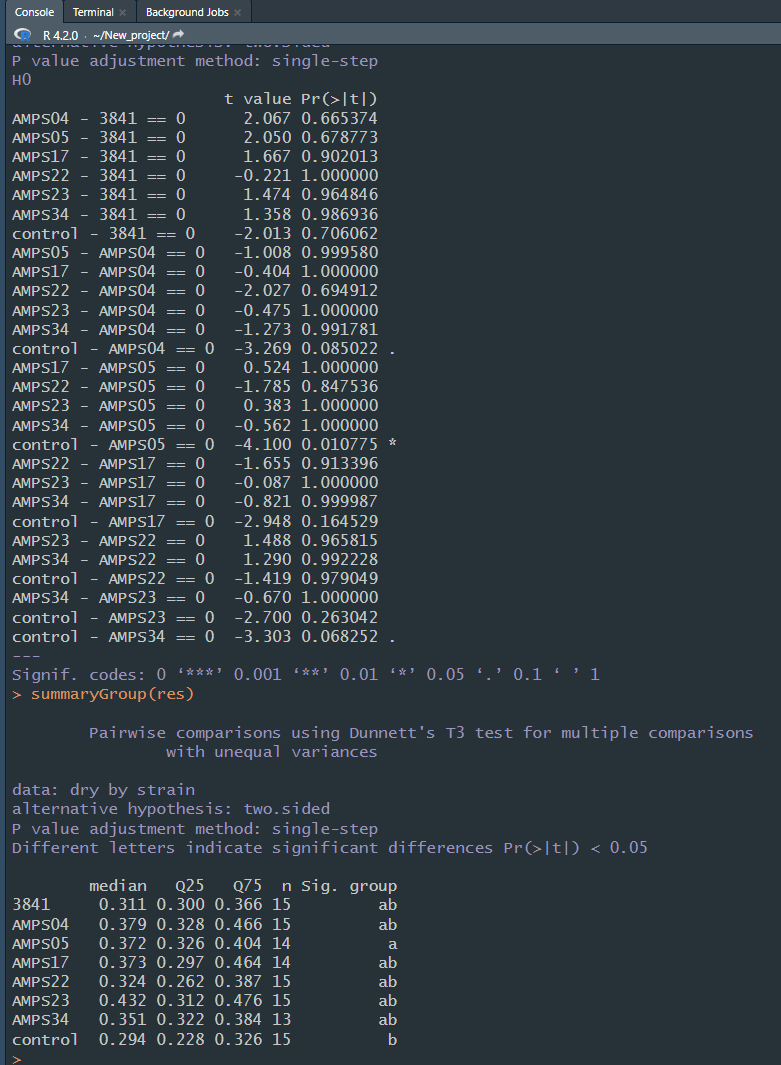 Console Terminal × Background Jobs ×
R 4.2.0 · ~/New_project/
alternative hypothesis: two.sided
P value adjustment method: single-step
H0
t value Pr(>|t|)
AMPS04 - 3841 == 0 2.067 0.665374
AMPS05 - 3841 == 0 2.050 0.678773
AMPS17 - 3841 == 0 1.667 0.902013
AMPS22 - 3841 == 0 -0.221 1.000000
AMPS23 - 3841 == 0 1.474 0.964846
AMPS34 - 3841 == 0 1.358 0.986936
control - 3841 == 0 -2.013 0.706062
AMPS05 - AMPS04 == 0 -1.008 0.999580
AMPS17 - AMPS04 == 0 -0.404 1.000000
AMPS22 - AMPS04 == 0 -2.027 0.694912
AMPS23 - AMPS04 == 0 -0.475 1.000000
AMPS34 - AMPS04 == 0 -1.273 0.991781
control - AMPS04 == 0 -3.269 0.085022 .
AMPS17 - AMPS05 == 0 0.524 1.000000
AMPS22 - AMPS05 == 0 -1.785 0.847536
AMPS23 - AMPS05 == 0 0.383 1.000000
AMPS34 - AMPS05 == 0 -0.562 1.000000
control - AMPS05 == 0 -4.100 0.010775 *
AMPS22 - AMPS17 == 0 -1.655 0.913396
AMPS23 - AMPS17 == 0 -0.087 1.000000
AMPS34 - AMPS17 == 0 -0.821 0.999987
control - AMPS17 == 0 -2.948 0.164529
AMPS23 - AMPS22 == 0 1.488 0.965815
AMPS34 - AMPS22 == 0 1.290 0.992228
control - AMPS22 == 0 -1.419 0.979049
AMPS34 - AMPS23 == 0 -0.670 1.000000
control - AMPS23 == 0 -2.700 0.263042
control - AMPS34 == 0 -3.303 0.068252 .
---
Signif. codes: 0 ‘***’ 0.001 ‘**’ 0.01 ‘*’ 0.05 ‘.’ 0.1 ‘ ’ 1
> summaryGroup(res)
Pairwise comparisons using Dunnett's T3 test for multiple comparisons
with unequal variances
data: dry by strain
alternative hypothesis: two.sided
P value adjustment method: single-step
Different letters indicate significant differences Pr(>|t|) < 0.05
median Q25 Q75 n Sig. group
3841 0.311 0.300 0.366 15 ab
AMPS04 0.379 0.328 0.466 15 ab
AMPS05 0.372 0.326 0.404 14 a
AMPS17 0.373 0.297 0.464 14 ab
AMPS22 0.324 0.262 0.387 15 ab
AMPS23 0.432 0.312 0.476 15 ab
AMPS34 0.351 0.322 0.384 13 ab
control 0.294 0.228 0.326 15 b
>